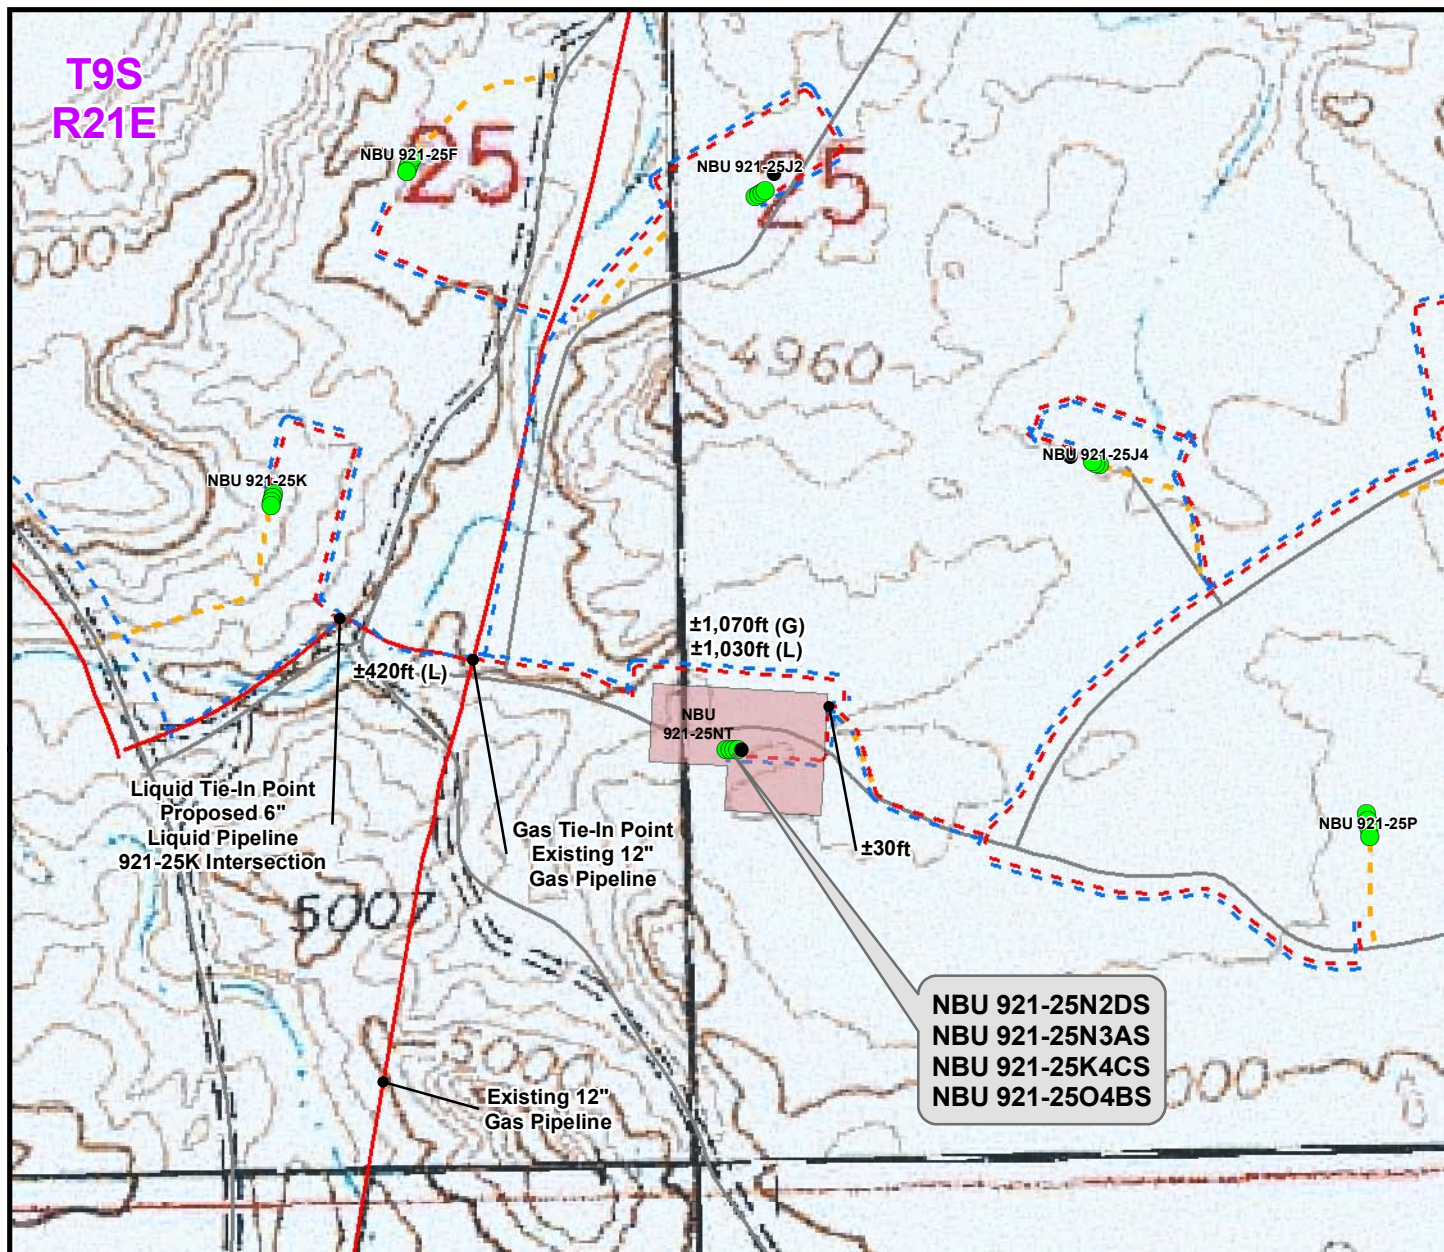 T9S
R21E
NBU 921-25F
25
NBU 921-25J2
25
000
4960
NBU 921-25K
NBU 921-25J4
±1,070ft (G)
±1,030ft (L)
±420ft (L)
NBU
921-25NT
Liquid Tie-In Point
Proposed 6"
Liquid Pipeline
921-25K Intersection
Gas Tie-In Point
Existing 12"
Gas Pipeline
±30ft
NBU 921-25P
5007
NBU 921-25N2DS
NBU 921-25N3AS
NBU 921-25K4CS
NBU 921-25O4BS
5000
000
Existing 12"
Gas Pipeline